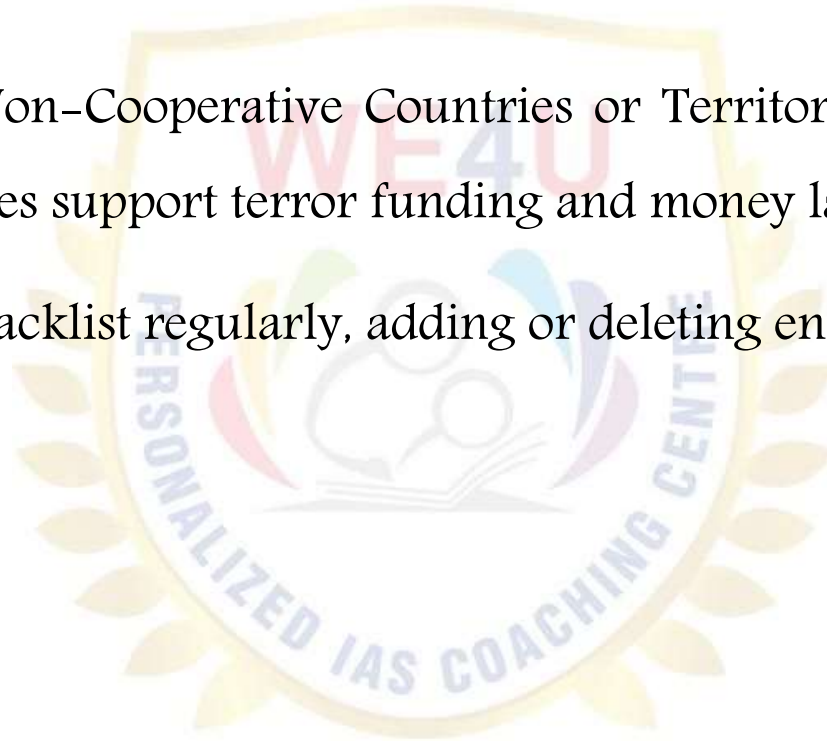 on-Cooperative Countries or Territor
es support terror funding and money la
acklist regularly, adding or deleting en
WE4U
PERSONALIZED IAS COACHING CENTRE